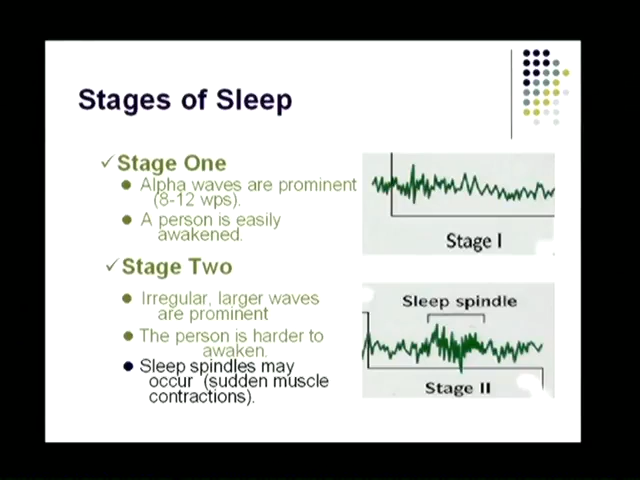 Stages of Sleep
✓Stage One
● Alpha waves are prominent
(8-12 wps).
● A person is easily
awakened.
Stage I
✓Stage Two
● Irregular, larger waves
are prominent
● The person is harder to
awaken.
● Sleep spindles may
occur (sudden muscle
contractions).
Sleep spindle
Stage II